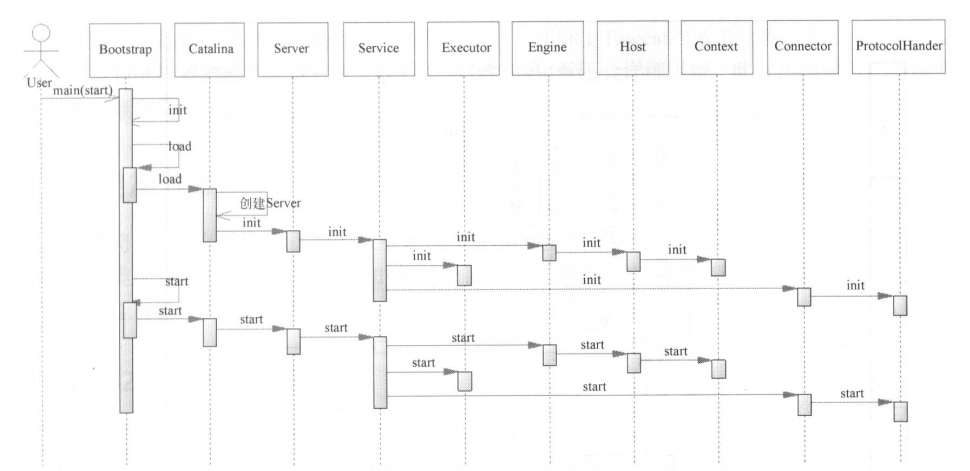 Bootstrap
Catalina
Server
Service
Executor
Engine
Host
Context
Connector
ProtocolHander
User
main(start)
init
load
load
创建Server
init
init
init
init
init
init
init
init
start
start
start
start
start
start
start
start
start
start